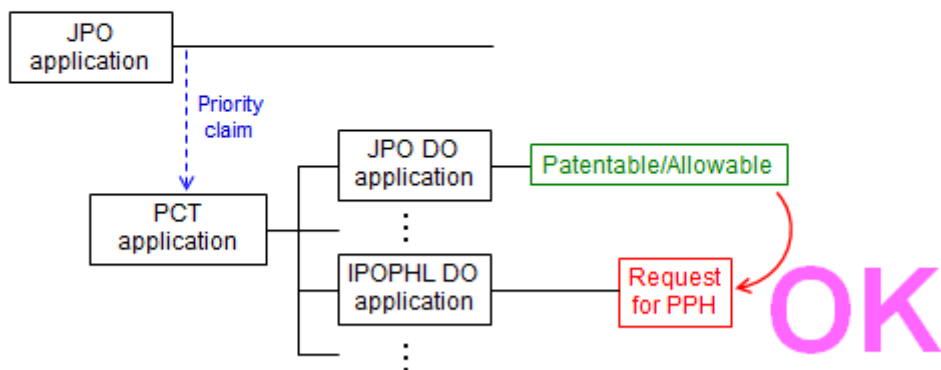 JPO
application
Priority
claim
JPO DO
application
Patentable/Allowable
PCT
application
⋮
IPOPHL DO
application
Request
for PPH
OK
⋮